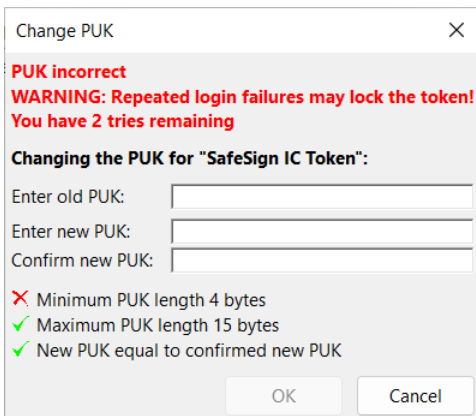 Change PUK
PUK incorrect
WARNING: Repeated login failures may lock the token!
You have 2 tries remaining
Changing the PUK for "SafeSign IC Token":
Enter old PUK:
Enter new PUK:
Confirm new PUK:
Minimum PUK length 4 bytes
Maximum PUK length 15 bytes
New PUK equal to confirmed new PUK
OK
Cancel